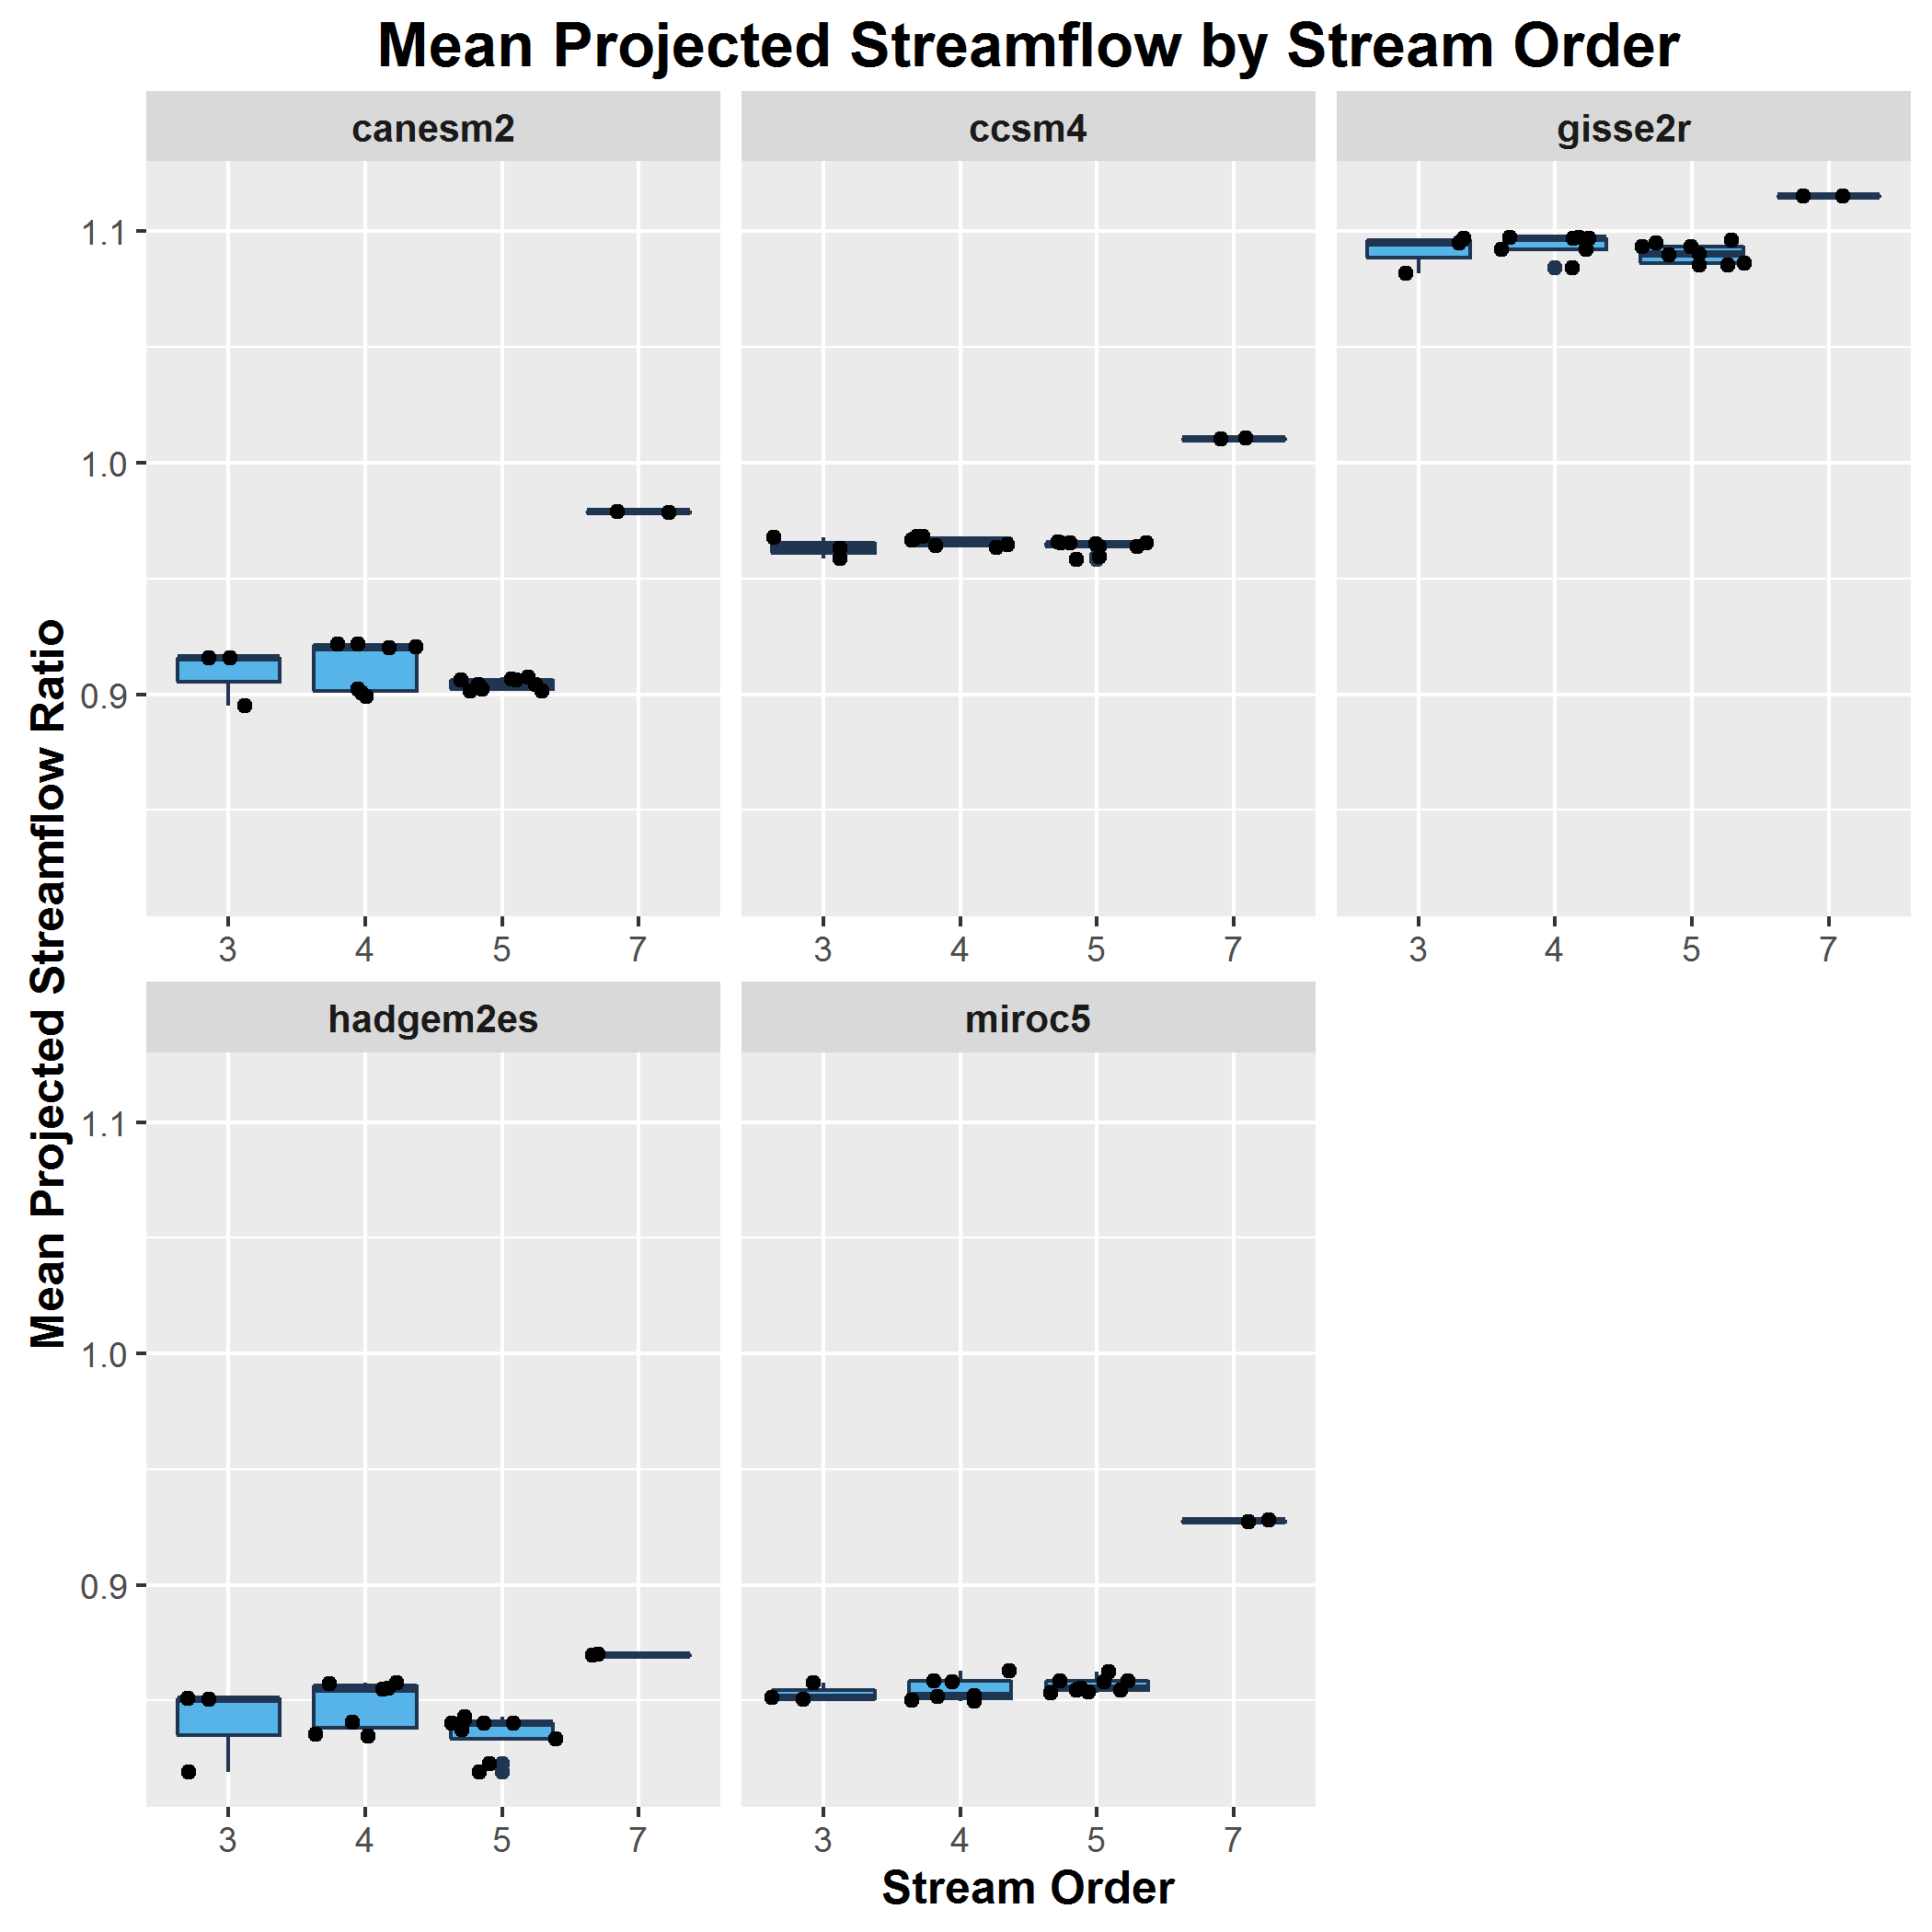 Mean Projected Streamflow by Stream Order
canesm2
ccsm4
gisse2r
Mean Projected Streamflow Ratio
1.1
1.0
0.9
3 4 5 7
3 4 5 7
3 4 5 7
hadgem2es
miroc5
1.1
1.0
0.9
3 4 5 7
3 4 5 7
Stream Order